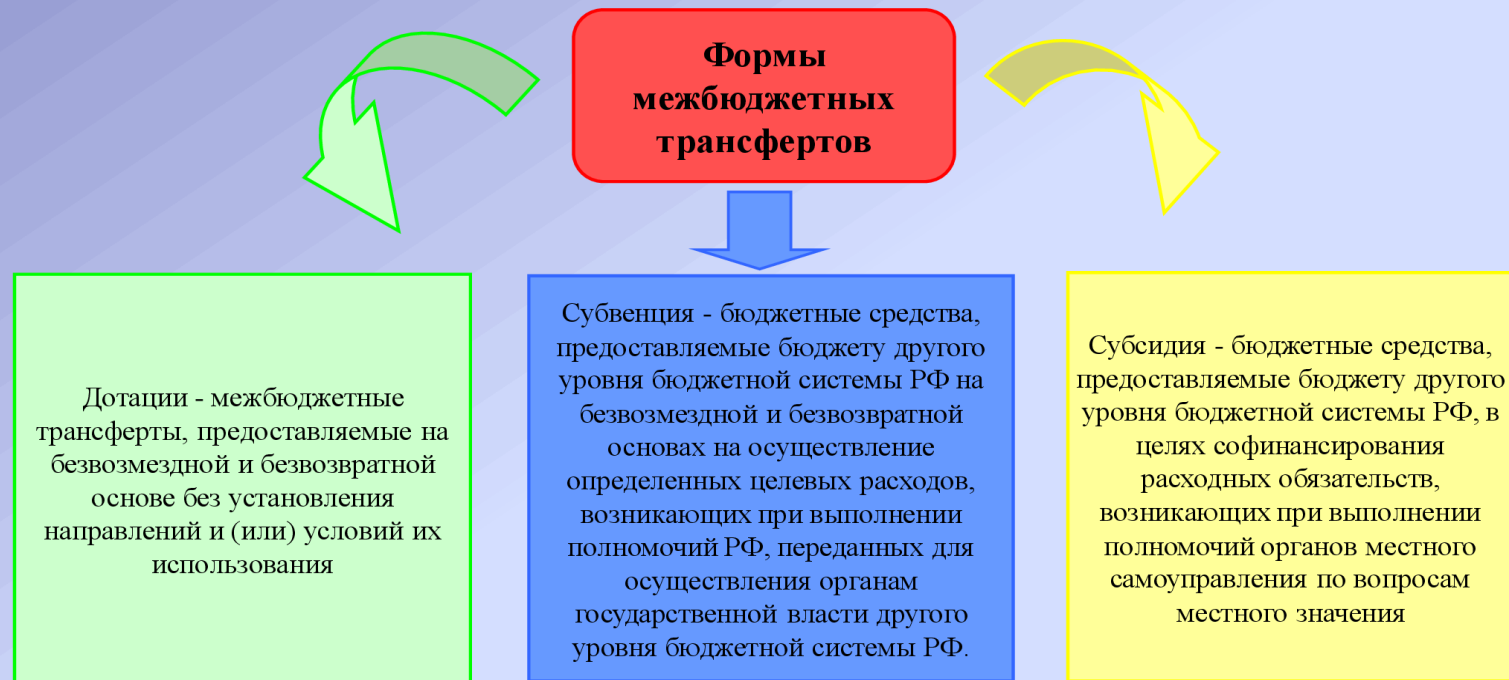 Формы
межбюджетных
трансфертов
Дотации - межбюджетные
трансферты, предоставляемые на
безвозмездной и безвозвратной
основе без установления
направлений и (или) условий их
использования
Субвенция - бюджетные средства,
предоставляемые бюджету другого
уровня бюджетной системы РФ на
безвозмездной и безвозвратной
основах на осуществление
определенных целевых расходов,
возникающих при выполнении
полномочий РФ, переданных для
осуществления органам
государственной власти другого
уровня бюджетной системы РФ.
Субсидия - бюджетные средства,
предоставляемые бюджету другого
уровня бюджетной системы РФ, в
целях софинансирования
расходных обязательств,
возникающих при выполнении
полномочий органов местного
самоуправления по вопросам
местного значения